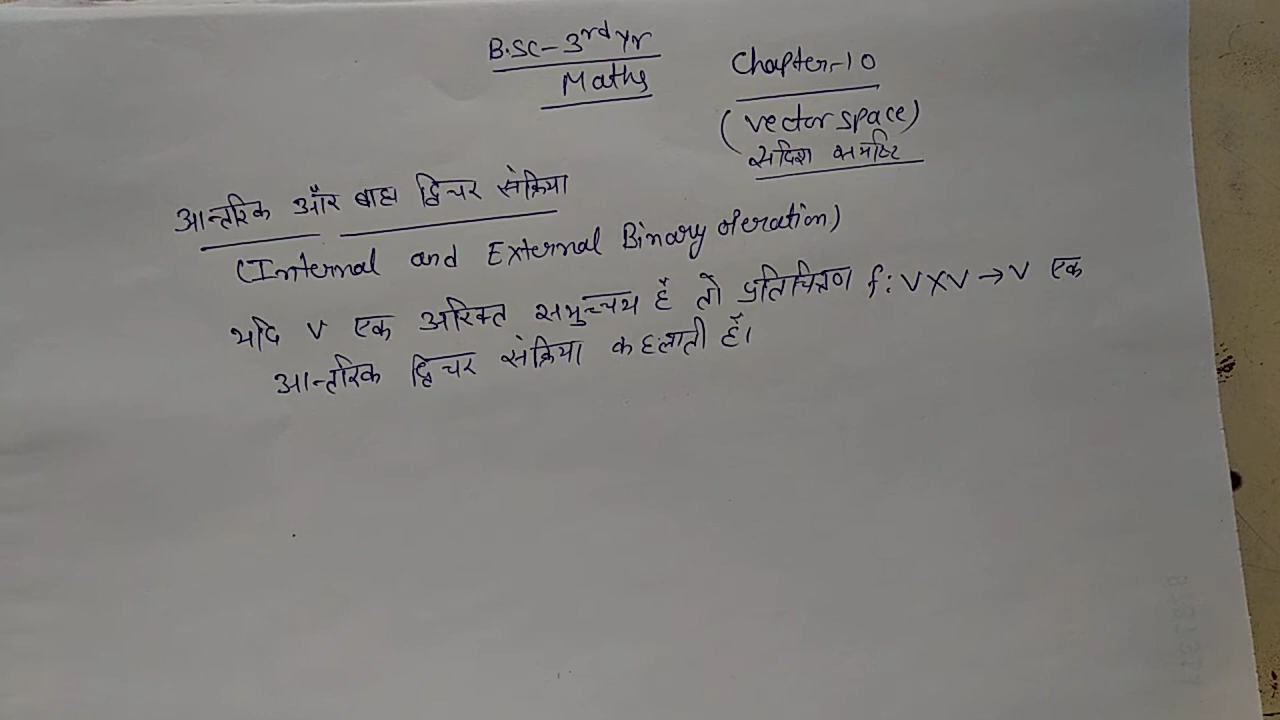 B.SC-3rd Yr
Maths
Chapter-10
(vector space)
सदिश समष्टि
आन्तरिक और बाह्य द्विचर संक्रिया
(Internal and External Binary operation)
यदि V एक अरिक्त समुच्चय है तो प्रतिचित्रण f: V×V→V एक
आन्तरिक द्विचर संक्रिया कहलाती है।